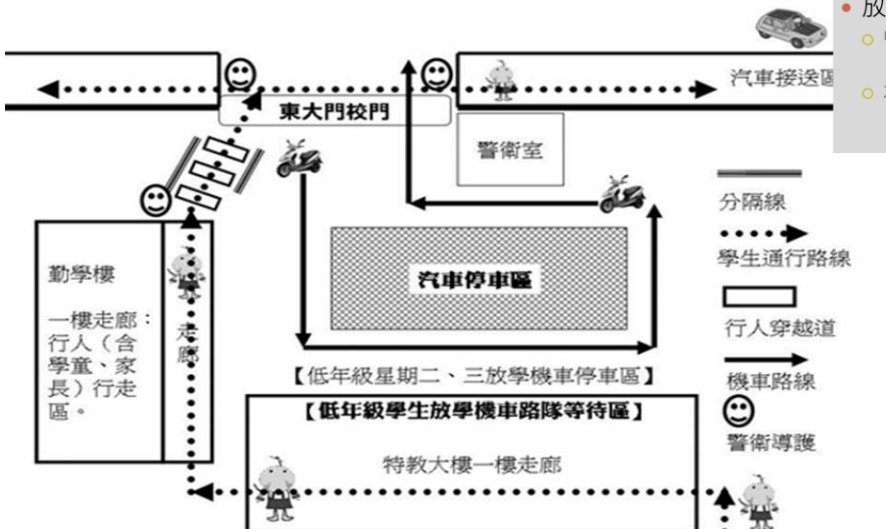 放
汽車接送區
東大門校門
警衛室
分隔線
學生通行路線
行人穿越道
機車路線
警衛導護
汽車停車區
勤學樓
一樓走廊：
行人（含
學童、家
長）行走
區。
走廊
【低年級星期二、三放學機車停車區】
【低年級學生放學機車路隊等待區】
特教大樓一樓走廊